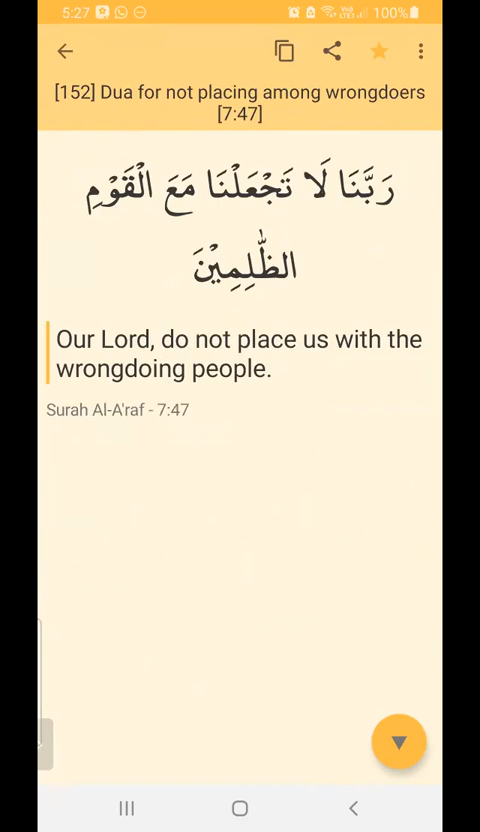 5:27
100%
[152] Dua for not placing among wrongdoers
[7:47]
رَبَّنَا لَا تَجْعَلْنَا مَعَ الْقَوْمِ
الظّٰلِمِيْنَ
Our Lord, do not place us with the
wrongdoing people.
Surah Al-A'raf - 7:47